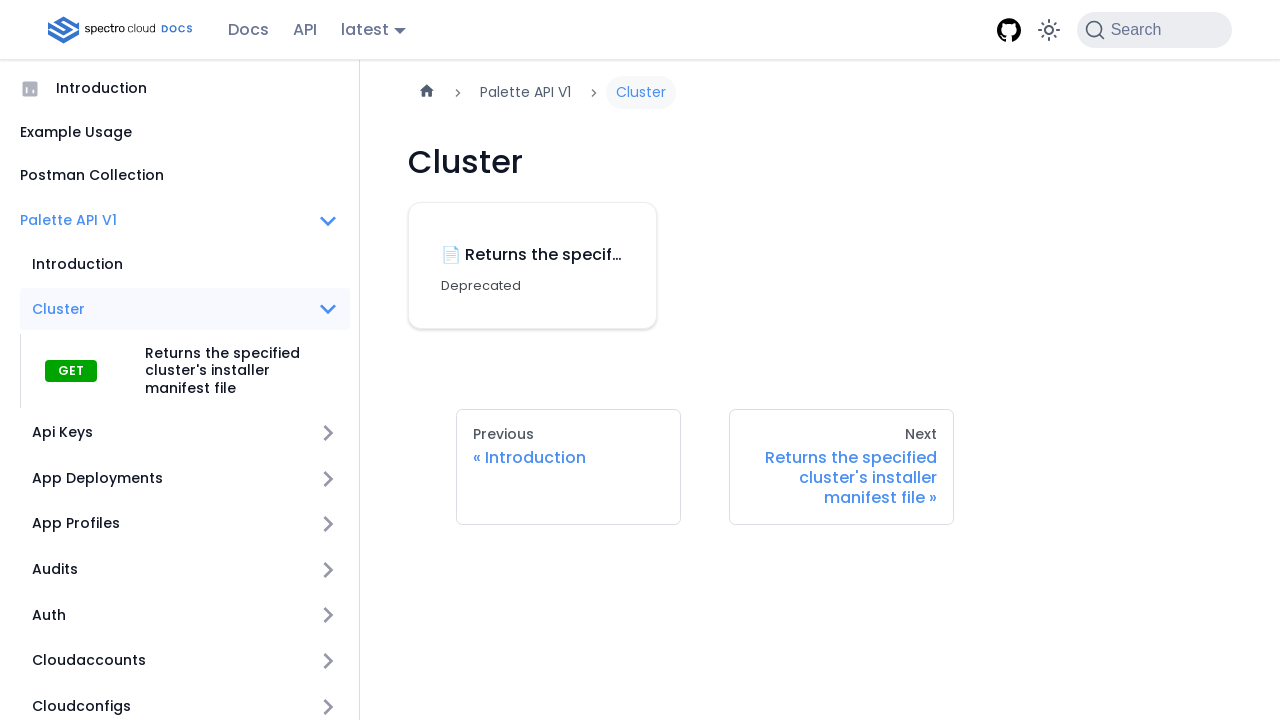 spectro cloud DOCS
Docs
API
latest
Search
Introduction
Example Usage
Postman Collection
Palette API V1
Introduction
Cluster
GET
Returns the specified
cluster's installer
manifest file
Api Keys
App Deployments
App Profiles
Audits
Auth
Cloudaccounts
Cloudconfigs
Palette API V1
Cluster
Cluster
📄️ Returns the specif…
Deprecated
Previous
« Introduction
Next
Returns the specified
cluster's installer
manifest file »